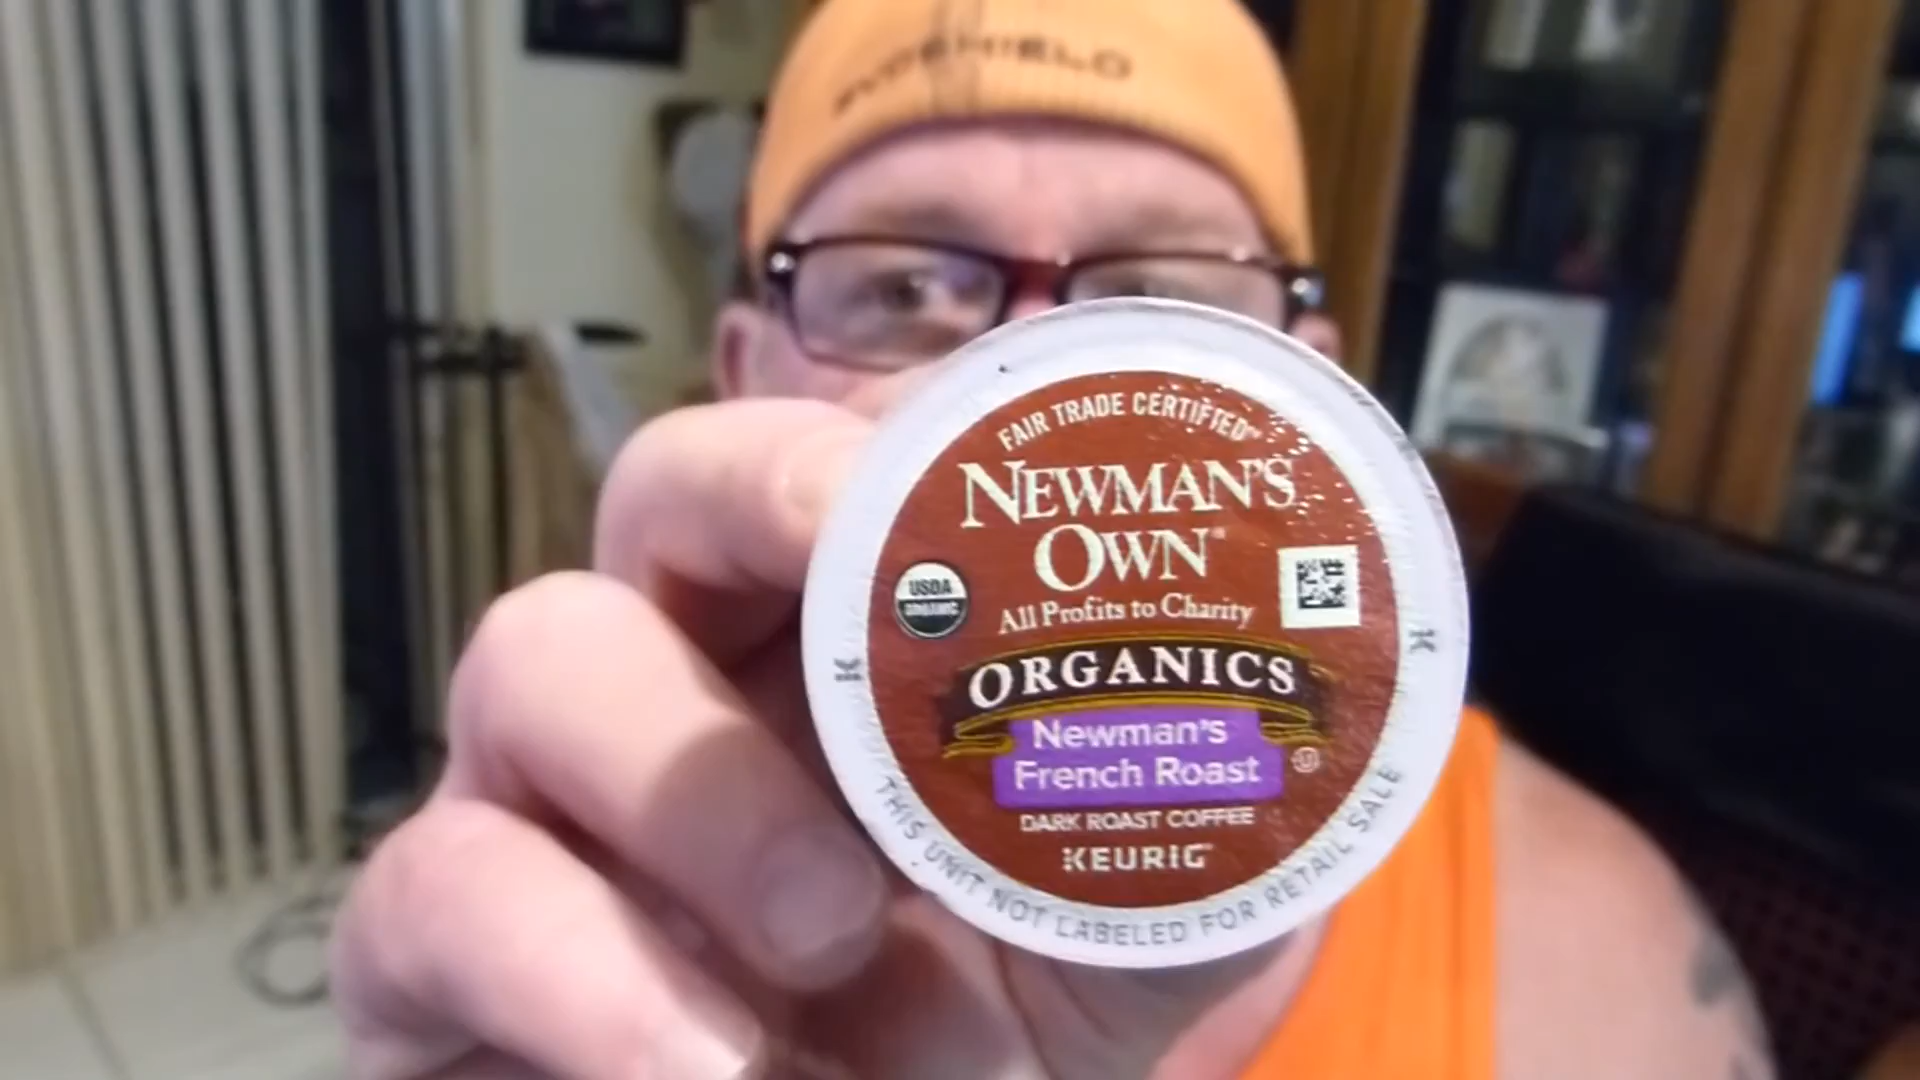 FAIR TRADE CERTIFIED™
NEWMAN'S
OWN®
All Profits to Charity
USDA
ORGANIC
ORGANICS
Newman's
French Roast
DARK ROAST COFFEE
KEURIG®
THIS UNIT NOT LABELED FOR RETAIL SALE